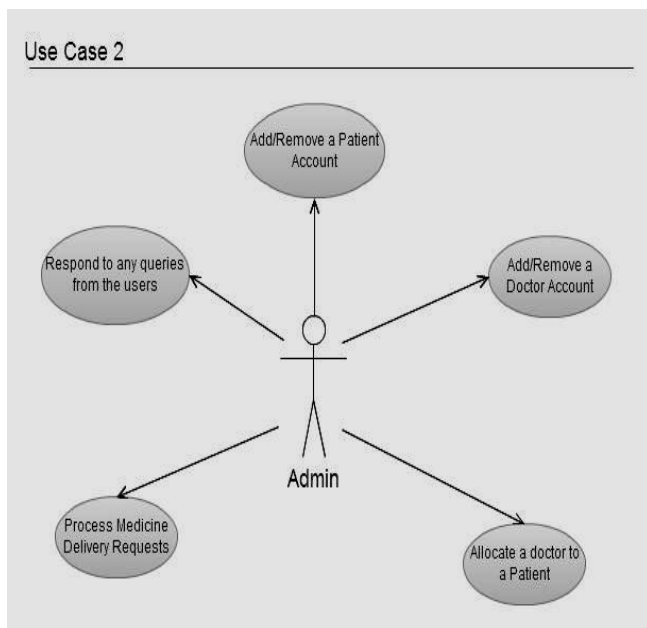 Use Case 2
Add/Remove a Patient
Account
Respond to any queries
from the users
Add/Remove a
Doctor Account
Admin
Process Medicine
Delivery Requests
Allocate a doctor to
a Patient